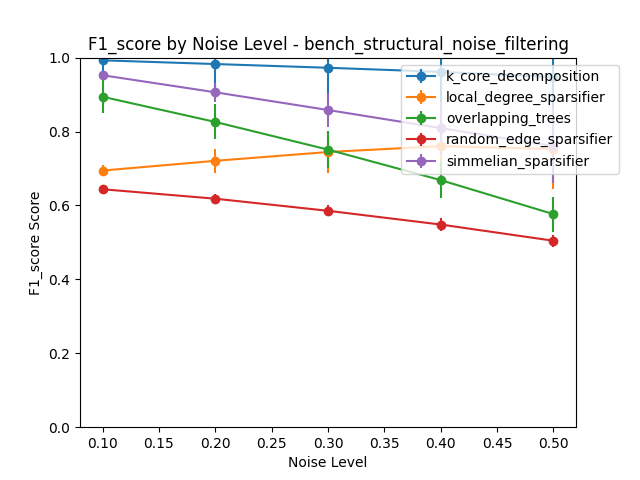 F1_score by Noise Level - bench_structural_noise_filtering
1.0
0.8
0.6
0.4
0.2
0.0
F1_score Score
k_core_decomposition
local_degree_sparsifier
overlapping_trees
random_edge_sparsifier
simmelian_sparsifier
0.10 0.15 0.20 0.25 0.30 0.35 0.40 0.45 0.50
Noise Level